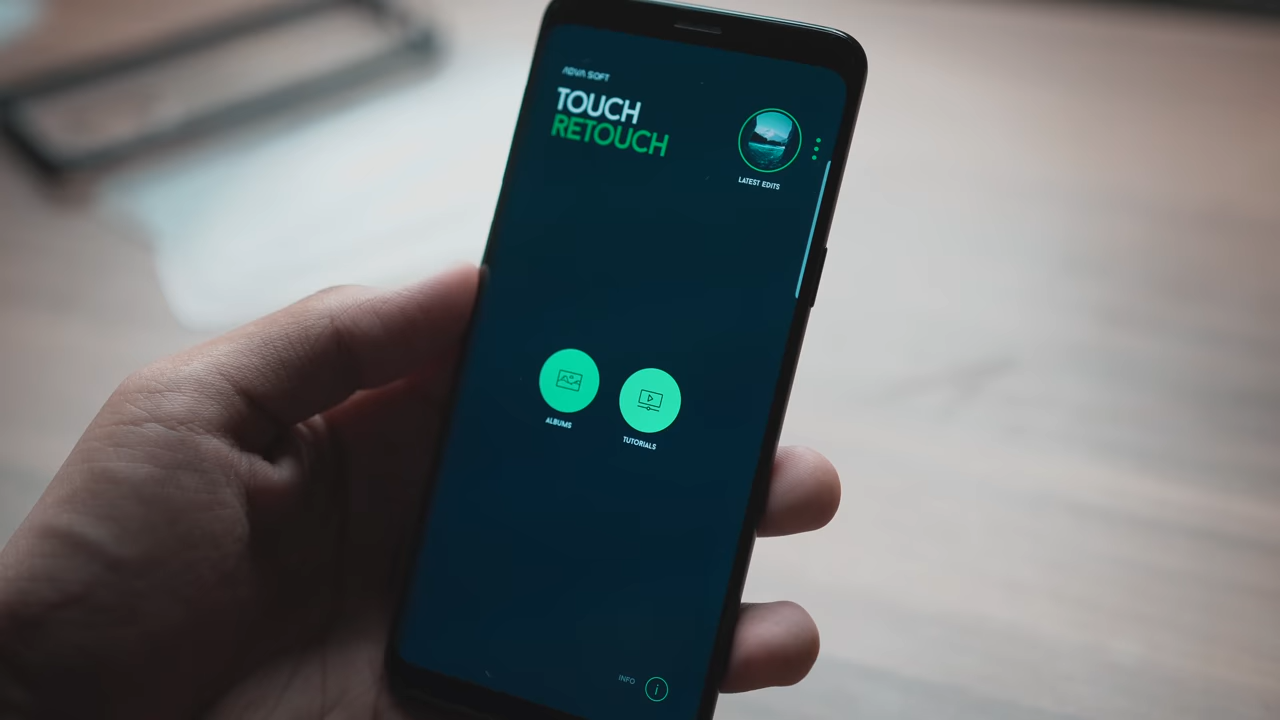 ADVA SOFT
TOUCH
RETOUCH
LATEST EDITS
ALBUMS
TUTORIALS
INFO
i